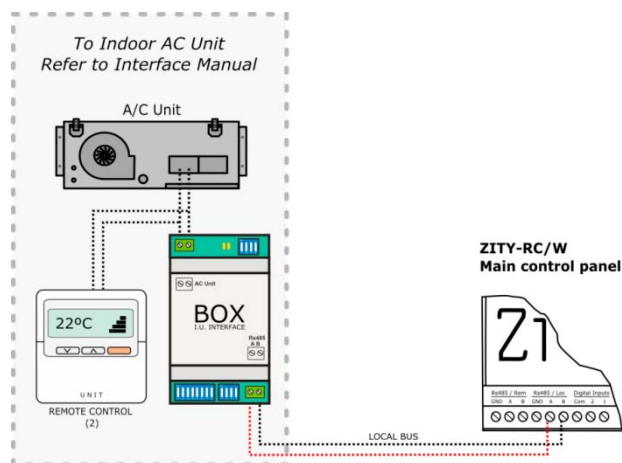 To Indoor AC Unit
Refer to Interface Manual
A/C Unit
AC Unit
BOX
I.U. INTERFACE
Rs485
A B
22ºC
UNIT
REMOTE CONTROL
(2)
ZITY-RC/W
Main control panel
Z1
Rs485 / Rem Rs485 / Loc Digital Inputs
GND A B GND A B Com 2 1
LOCAL BUS